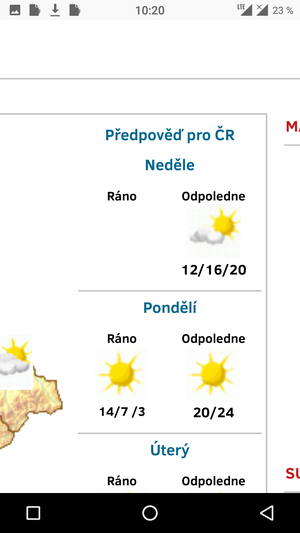 LTE 10:20 23 %
Předpověď pro ČR
Neděle
Ráno Odpoledne
12/16/20
Pondělí
Ráno Odpoledne
14/7 /3 20/24
Úterý
Ráno Odpoledne